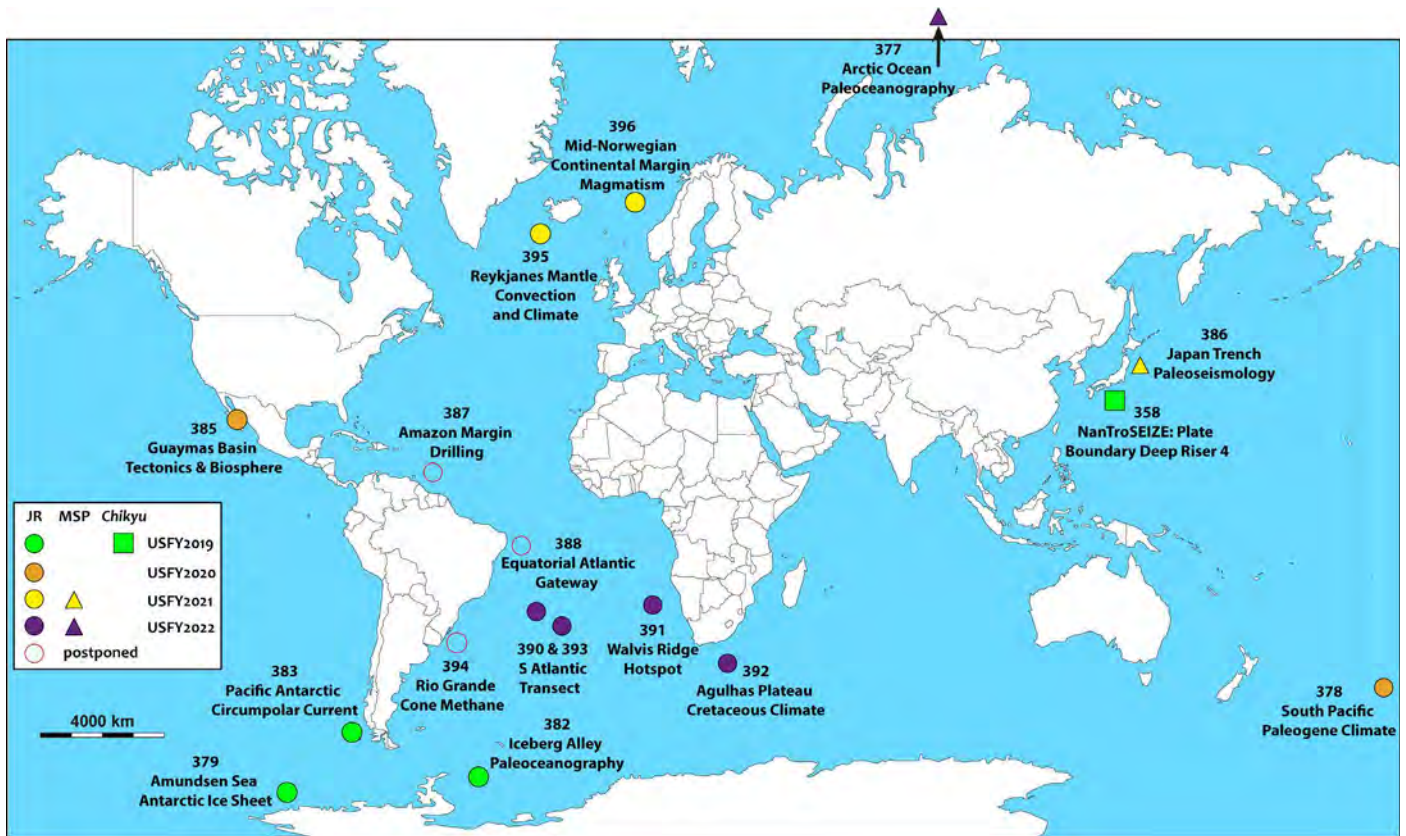 377
Arctic Ocean
Paleoceanography
396
Mid-Norwegian
Continental Margin
Magmatism
395
Reykjanes Mantle
Convection
and Climate
386
Japan Trench
Paleoseismology
358
NanTroSEIZE: Plate
Boundary Deep Riser 4
385
Guaymas Basin
Tectonics & Biosphere
387
Amazon Margin
Drilling
JR MSP Chikyu
USFY2019
USFY2020
USFY2021
USFY2022
postponed
388
Equatorial Atlantic
Gateway
390 & 393
S Atlantic
Transect
391
Walvis Ridge
Hotspot
392
Agulhas Plateau
Cretaceous Climate
394
Rio Grande
Cone Methane
383
Pacific Antarctic
Circumpolar Current
378
South Pacific
Paleogene Climate
4000 km
382
Iceberg Alley
Paleoceanography
379
Amundsen Sea
Antarctic Ice Sheet